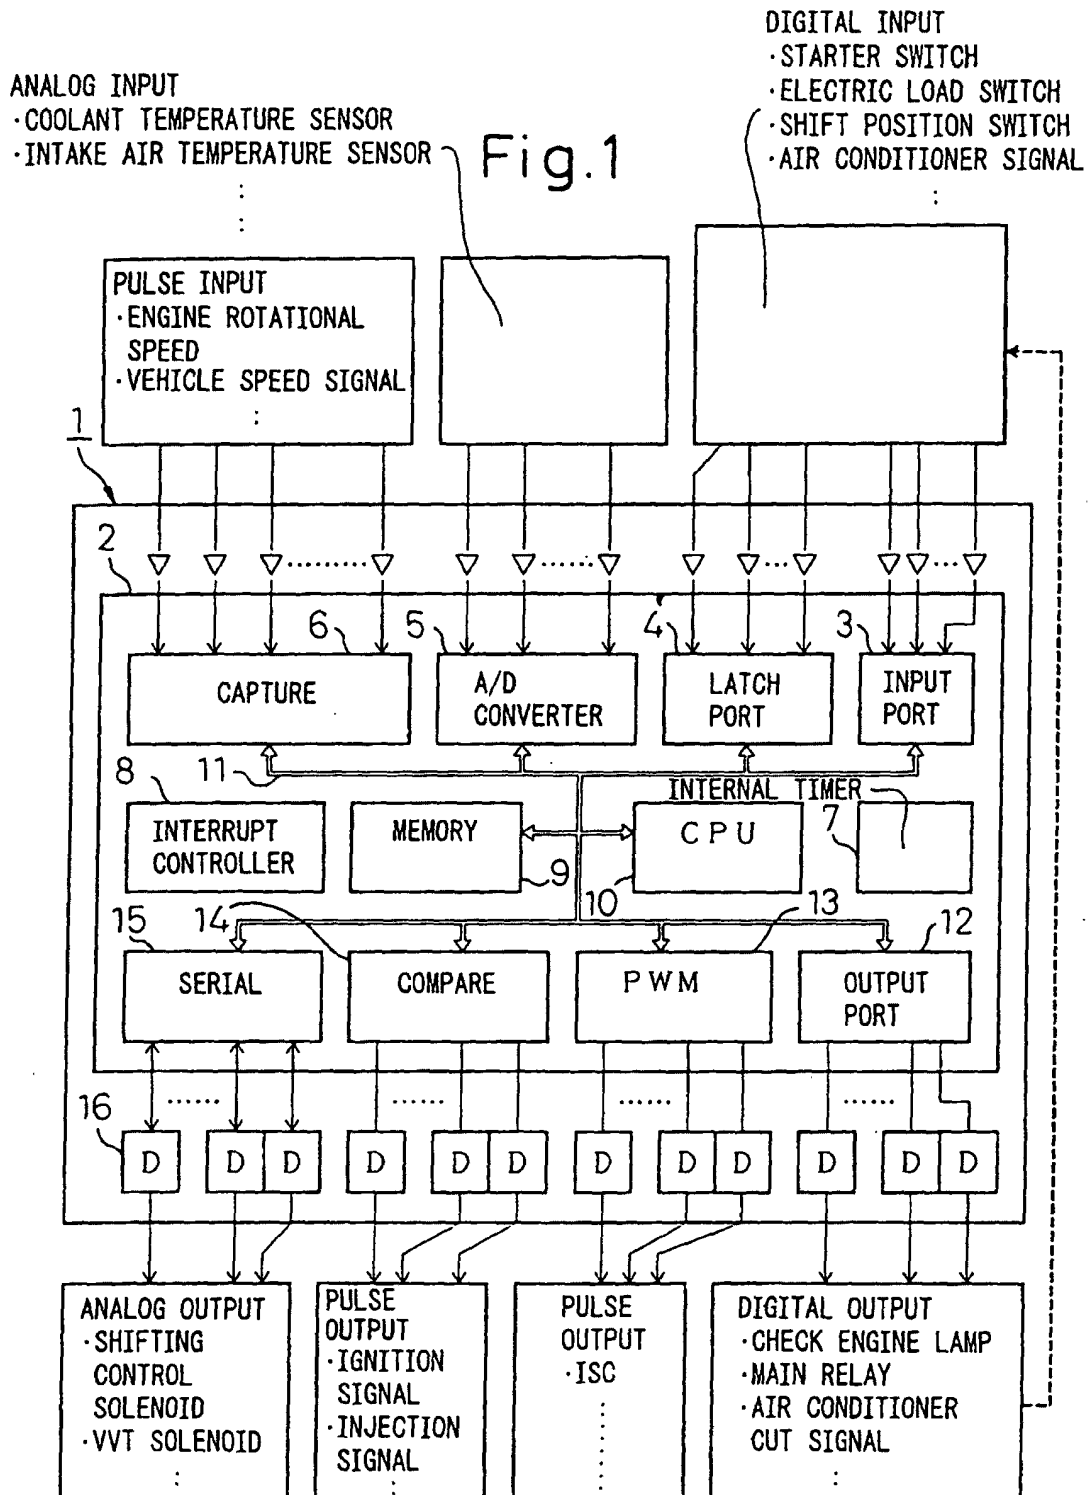 DIGITAL INPUT
·STARTER SWITCH
·ELECTRIC LOAD SWITCH
·SHIFT POSITION SWITCH
·AIR CONDITIONER SIGNAL
ANALOG INPUT
·COOLANT TEMPERATURE SENSOR
·INTAKE AIR TEMPERATURE SENSOR
Fig.1
PULSE INPUT
·ENGINE ROTATIONAL
SPEED
·VEHICLE SPEED SIGNAL
1
2
6
5
4
3
CAPTURE
A/D
CONVERTER
LATCH
PORT
INPUT
PORT
11
8
INTERRUPT
CONTROLLER
MEMORY
9
CPU
10
INTERNAL TIMER
7
15
14
13
12
SERIAL
COMPARE
PWM
OUTPUT
PORT
16
D
D
D
D
D
D
D
D
D
D
D
D
ANALOG OUTPUT
·SHIFTING
CONTROL
SOLENOID
·VVT SOLENOID
PULSE
OUTPUT
·IGNITION
SIGNAL
·INJECTION
SIGNAL
PULSE
OUTPUT
·ISC
DIGITAL OUTPUT
·CHECK ENGINE LAMP
·MAIN RELAY
·AIR CONDITIONER
CUT SIGNAL